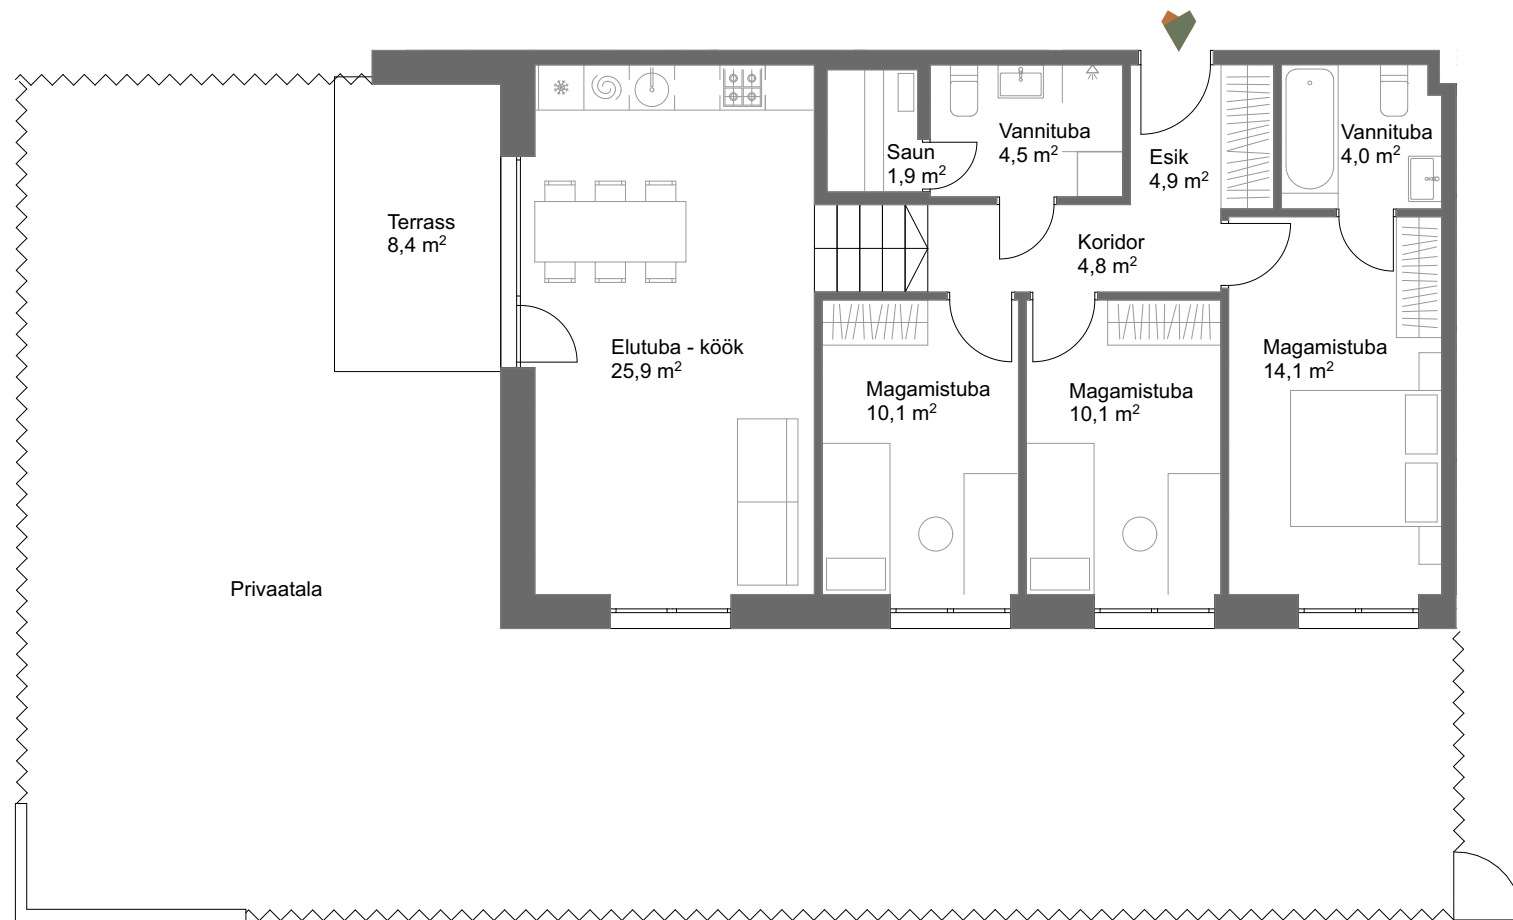 Saun
1,9 m²
Vannituba
4,5 m²
Esik
4,9 m²
Vannituba
4,0 m²
Terrass
8,4 m²
Koridor
4,8 m²
Elutuba - köök
25,9 m²
Magamistuba
10,1 m²
Magamistuba
10,1 m²
Magamistuba
14,1 m²
Privaatala